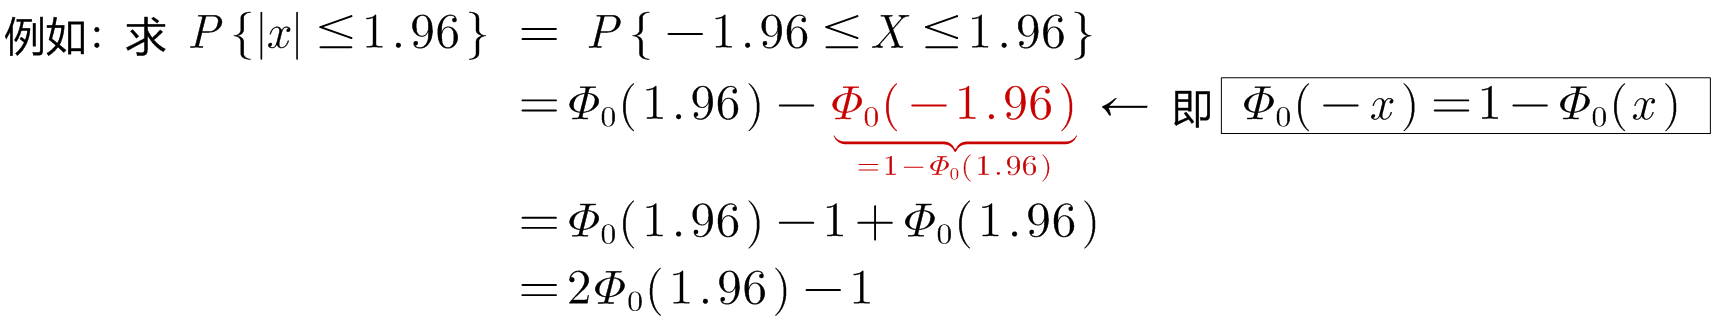 例如: 求 P{|x| ≤1.96} = P{-1.96≤X≤1.96}
=Φ₀(1.96)-Φ₀(-1.96) ← 即 Φ₀(-x)=1-Φ₀(x)
=1-Φ₀(1.96)
=Φ₀(1.96)-1+Φ₀(1.96)
=2Φ₀(1.96)-1